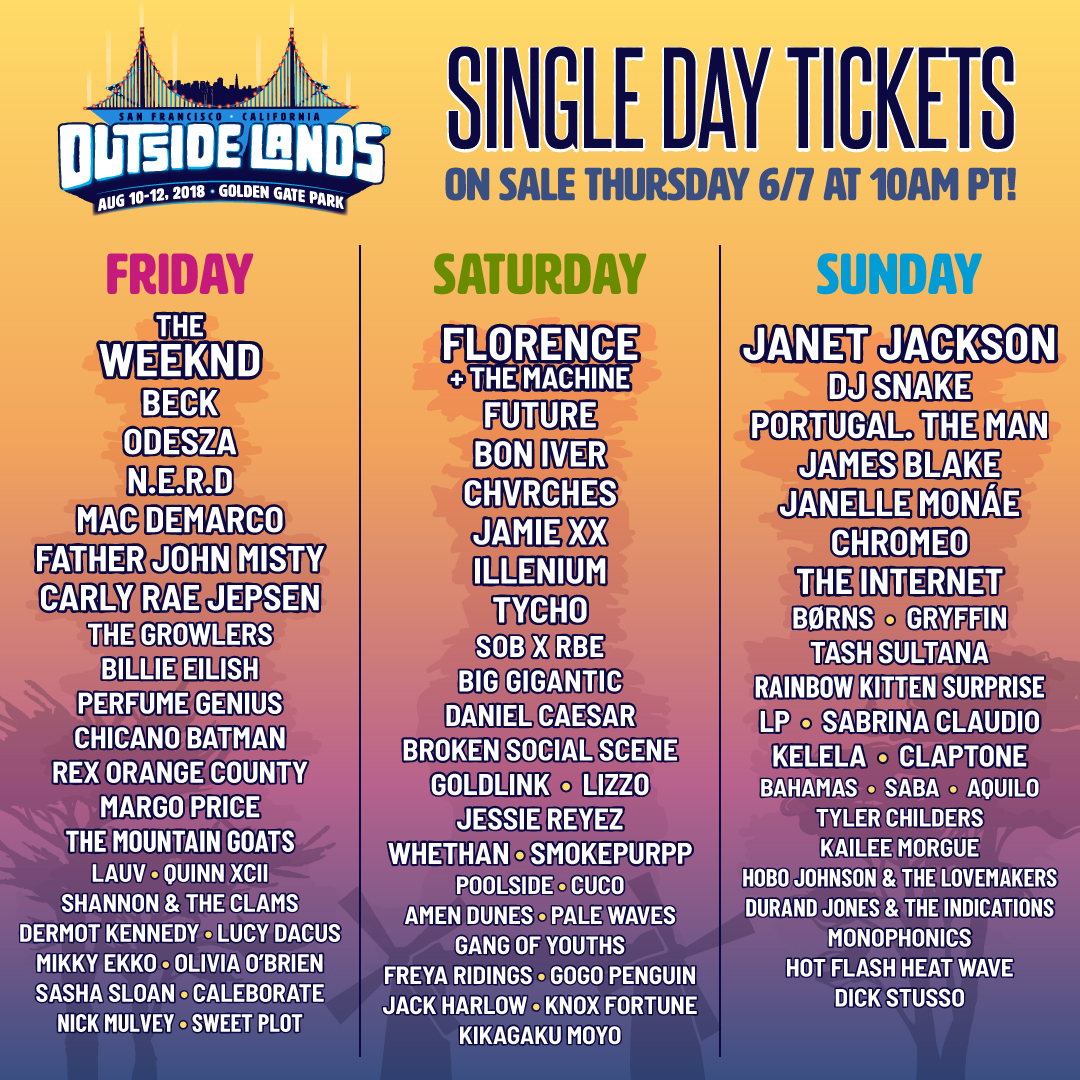 SAN FRANCISCO • CALIFORNIA
OUTSIDE LANDS
AUG 10-12, 2018 • GOLDEN GATE PARK
SINGLE DAY TICKETS
ON SALE THURSDAY 6/7 AT 10AM PT!
FRIDAY
THE
WEEKND
BECK
ODESZA
N.E.R.D
MAC DEMARCO
FATHER JOHN MISTY
CARLY RAE JEPSEN
THE GROWLERS
BILLIE EILISH
PERFUME GENIUS
CHICANO BATMAN
REX ORANGE COUNTY
MARGO PRICE
THE MOUNTAIN GOATS
LAUV • QUINN XCII
SHANNON & THE CLAMS
DERMOT KENNEDY • LUCY DACUS
MIKKY EKKO • OLIVIA O'BRIEN
SASHA SLOAN • CALEBORATE
NICK MULVEY • SWEET PLOT
SATURDAY
FLORENCE
+ THE MACHINE
FUTURE
BON IVER
CHVRCHES
JAMIE XX
ILLENIUM
TYCHO
SOB X RBE
BIG GIGANTIC
DANIEL CAESAR
BROKEN SOCIAL SCENE
GOLDLINK • LIZZO
JESSIE REYEZ
WHETHAN • SMOKEPURPP
POOLSIDE • CUCO
AMEN DUNES • PALE WAVES
GANG OF YOUTHS
FREYA RIDINGS • GOGO PENGUIN
JACK HARLOW • KNOX FORTUNE
KIKAGAKU MOYO
SUNDAY
JANET JACKSON
DJ SNAKE
PORTUGAL. THE MAN
JAMES BLAKE
JANELLE MONÁE
CHROMEO
THE INTERNET
BØRNS • GRYFFIN
TASH SULTANA
RAINBOW KITTEN SURPRISE
LP • SABRINA CLAUDIO
KELELA • CLAPTONE
BAHAMAS • SABA • AQUILO
TYLER CHILDERS
KAILEE MORGUE
HOBO JOHNSON & THE LOVEMAKERS
DURAND JONES & THE INDICATIONS
MONOPHONICS
HOT FLASH HEAT WAVE
DICK STUSSO